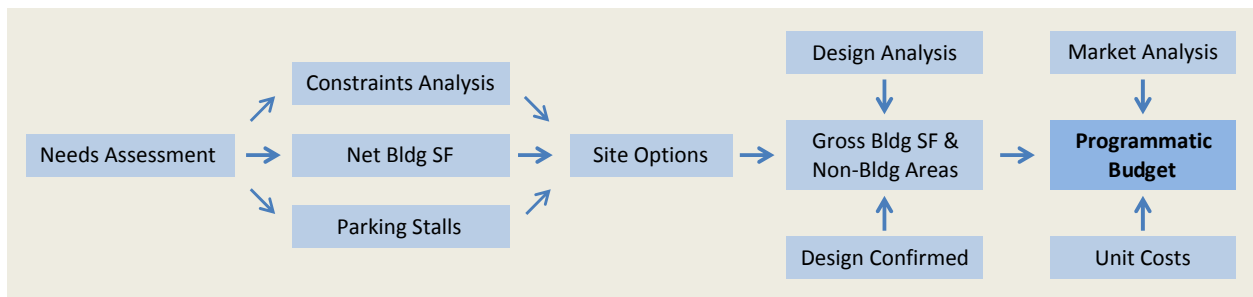 Needs Assessment
Constraints Analysis
Net Bldg SF
Parking Stalls
Site Options
Design Analysis
Gross Bldg SF &
Non-Bldg Areas
Design Confirmed
Market Analysis
Programmatic
Budget
Unit Costs